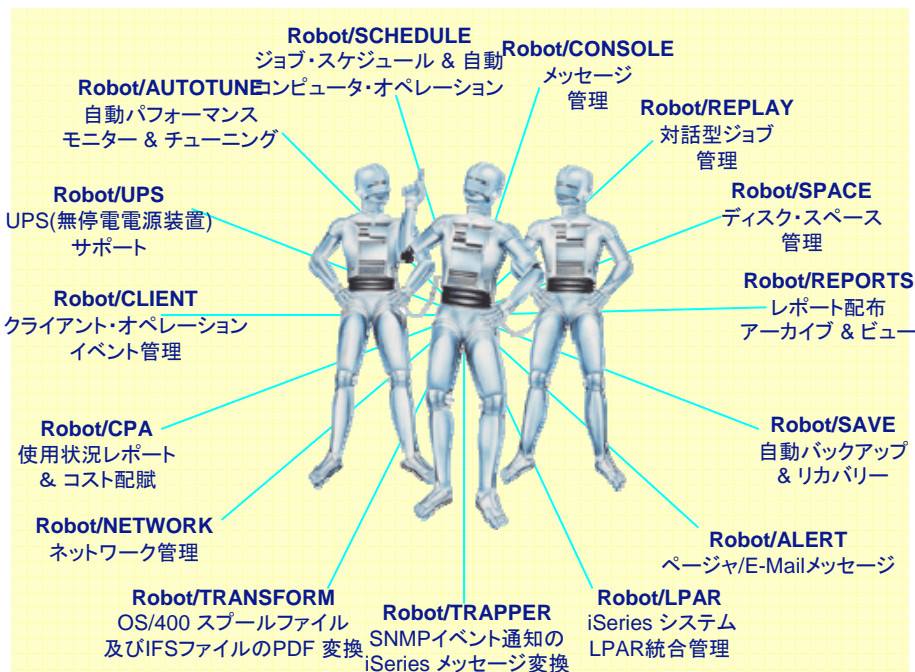 Robot/SCHEDULE
ジョブ・スケジュール & 自動
コンピュータ・オペレーション
Robot/CONSOLE
メッセージ
管理
Robot/AUTOTUNE
自動パフォーマンス
モニター & チューニング
Robot/REPLAY
対話型ジョブ
管理
Robot/UPS
UPS(無停電電源装置)
サポート
Robot/SPACE
ディスク・スペース
管理
Robot/CLIENT
クライアント・オペレーション
イベント管理
Robot/REPORTS
レポート配布
アーカイブ & ビュー
Robot/CPA
使用状況レポート
& コスト配賦
Robot/SAVE
自動バックアップ
& リカバリー
Robot/NETWORK
ネットワーク管理
Robot/ALERT
ページャ/E-Mailメッセージ
Robot/TRANSFORM
OS/400 スプールファイル
及びIFSファイルのPDF 変換
Robot/TRAPPER
SNMPイベント通知の
iSeries メッセージ変換
Robot/LPAR
iSeries システム
LPAR統合管理